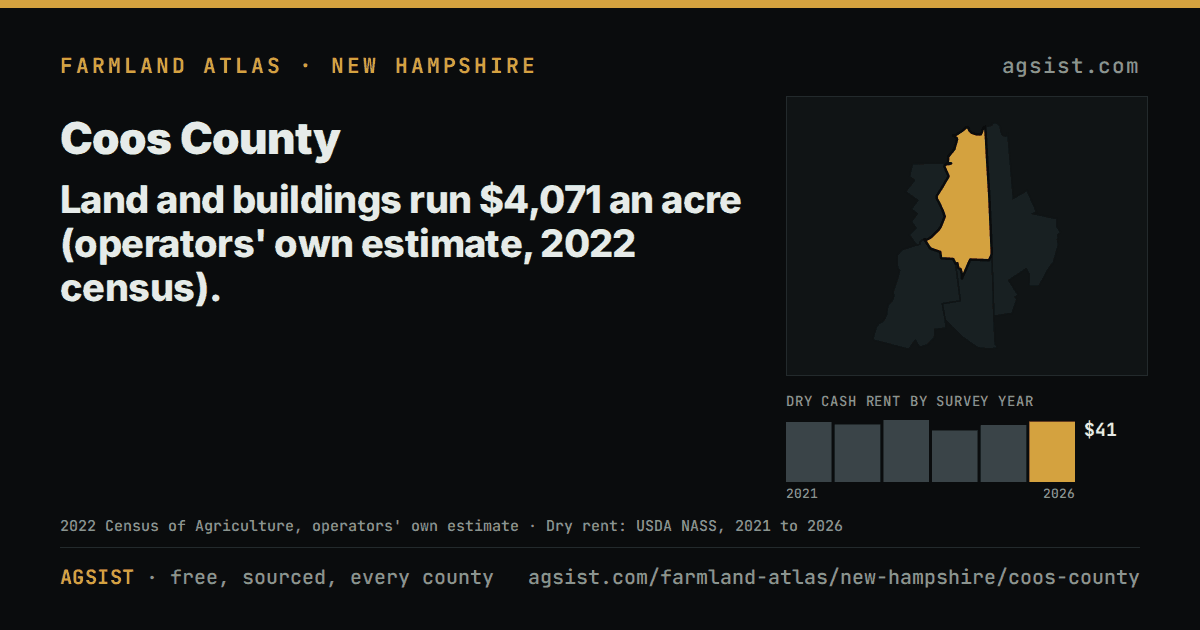 FARMLAND ATLAS · NEW HAMPSHIRE
agsist.com
Coos County
Land and buildings run $4,071 an acre
(operators' own estimate, 2022
census).
DRY CASH RENT BY SURVEY YEAR
$41
2021
2026
2022 Census of Agriculture, operators' own estimate · Dry rent: USDA NASS, 2021 to 2026
AGSIST · free, sourced, every county
agsist.com/farmland-atlas/new-hampshire/coos-county